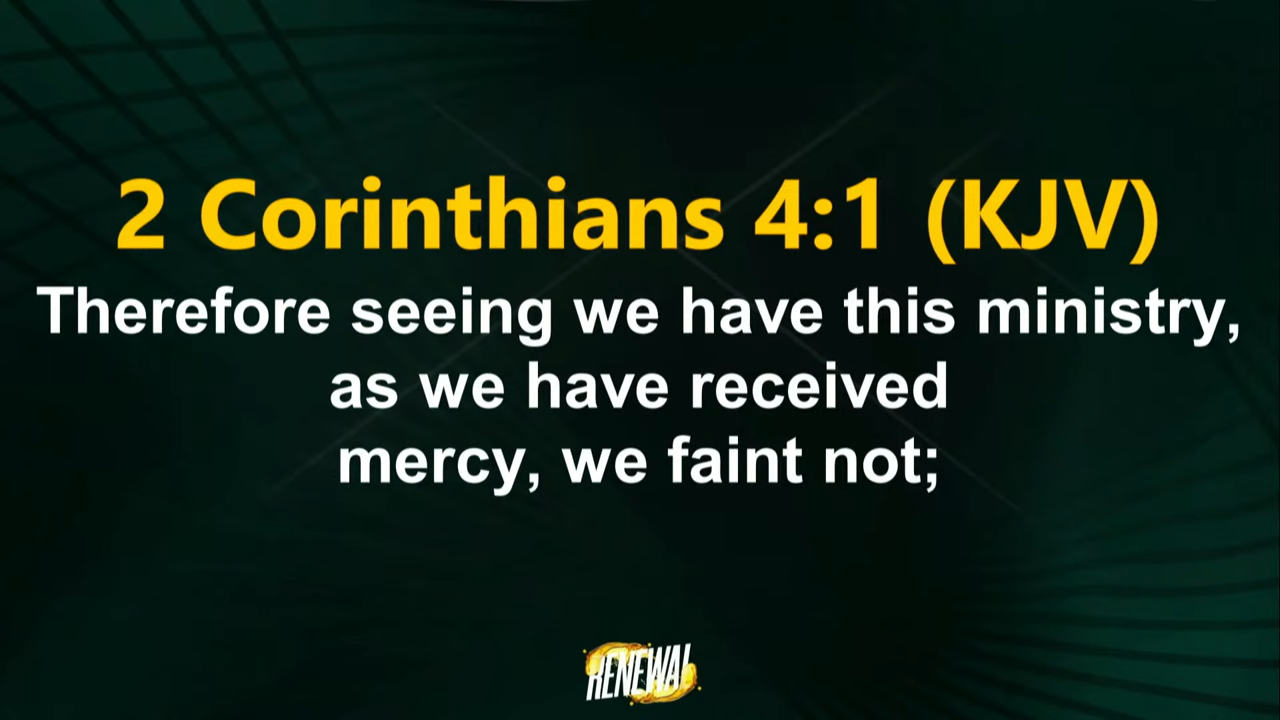 2 Corinthians 4:1 (KJV)
Therefore seeing we have this ministry,
as we have received
mercy, we faint not;
RENEWAL